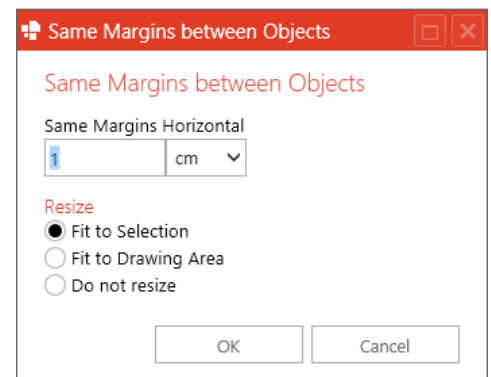 Same Margins between Objects
Same Margins between Objects
Same Margins Horizontal
1 cm
Resize
Fit to Selection
Fit to Drawing Area
Do not resize
OK Cancel